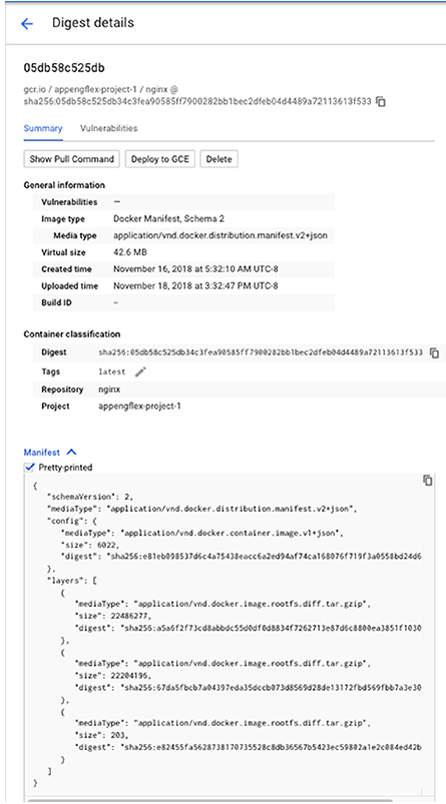 Digest details
05db58c525db
gcr.io / appengflex-project-1 / nginx @
sha256:05db58c525db34c3fea90585ff7900282bb1bec2dfeb04d4489a72113613f533
Summary Vulnerabilities
Show Pull Command Deploy to GCE Delete
General information
Vulnerabilities —
Image type Docker Manifest, Schema 2
Media type application/vnd.docker.distribution.manifest.v2+json
Virtual size 42.6 MB
Created time November 16, 2018 at 5:32:10 AM UTC-8
Uploaded time November 18, 2018 at 3:32:47 PM UTC-8
Build ID –
Container classification
Digest sha256:05db58c525db34c3fea90585ff7900282bb1bec2dfeb04d4489a72113613f533
Tags latest
Repository nginx
Project appengflex-project-1
Manifest
Pretty-printed
{
"schemaVersion": 2,
"mediaType": "application/vnd.docker.distribution.manifest.v2+json",
"config": {
"mediaType": "application/vnd.docker.container.image.v1+json",
"size": 6022,
"digest": "sha256:e81eb098537d6c4a75438eacc6a2ed94af74ca168076f719f3a0558bd24d6
},
"layers": [
{
"mediaType": "application/vnd.docker.image.rootfs.diff.tar.gzip",
"size": 22486277,
"digest": "sha256:a5a6f2f73cd8abbdc55d0df0d8834f7262713e87d6c8800ea3851f1030
},
{
"mediaType": "application/vnd.docker.image.rootfs.diff.tar.gzip",
"size": 22204196,
"digest": "sha256:67da5fbcb7a04397eda35dccb073d8569d28de13172fbd569fbb7a3e30
},
{
"mediaType": "application/vnd.docker.image.rootfs.diff.tar.gzip",
"size": 203,
"digest": "sha256:e82455fa5628738170735528c8db36567b5423ec59802a1e2c084ed42b
}
]
}